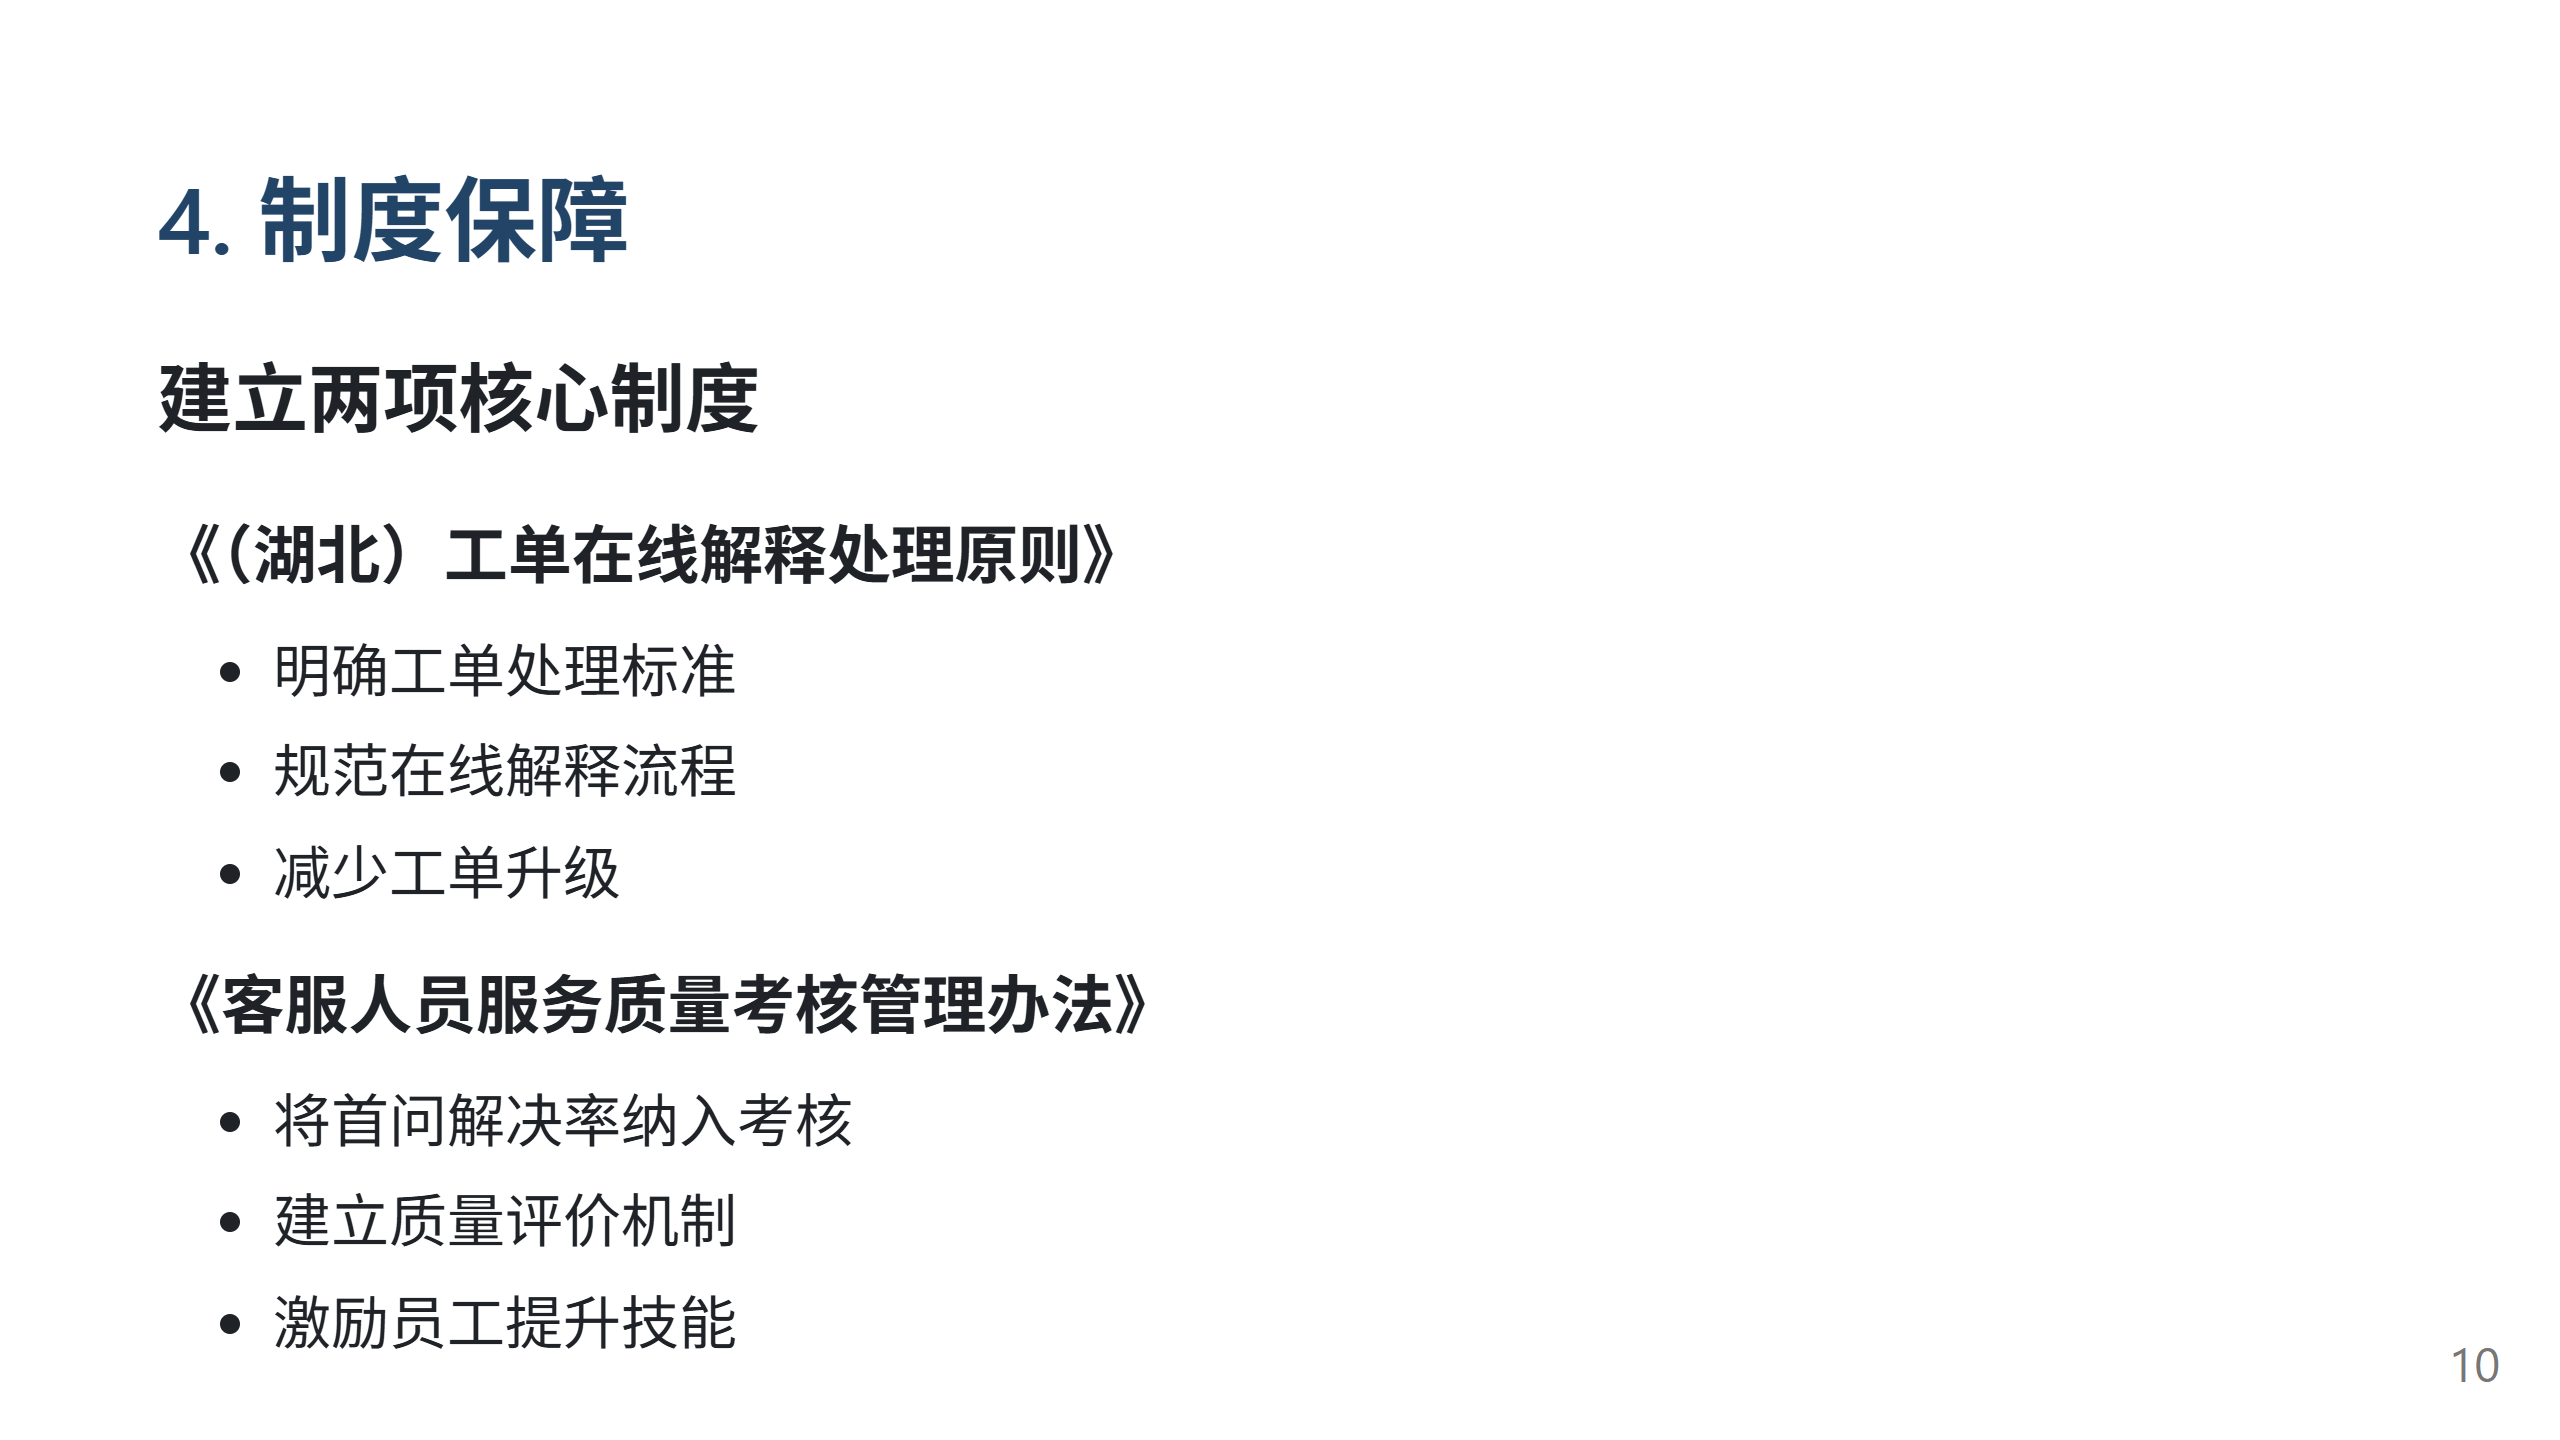 4. 制度保障
建立两项核心制度
《（湖北）工单在线解释处理原则》
• 明确工单处理标准
• 规范在线解释流程
• 减少工单升级
《客服人员服务质量考核管理办法》
• 将首问解决率纳入考核
• 建立质量评价机制
• 激励员工提升技能
10